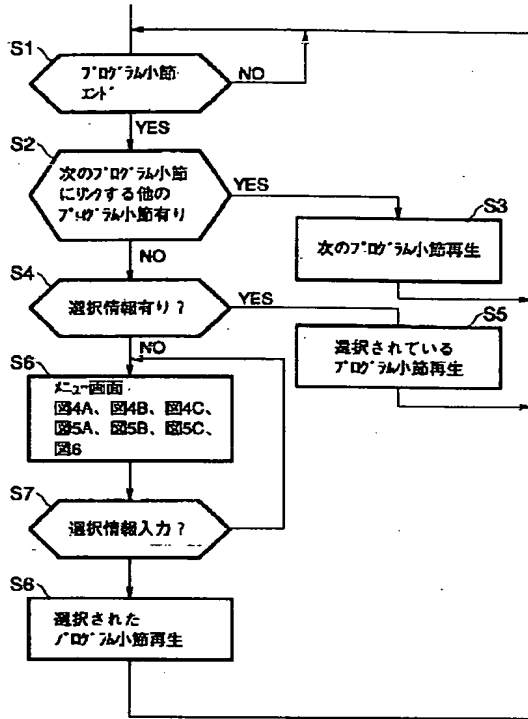 S1
プログラム小節
エンド
NO
YES
S2
次のプログラム小節
にリンクする他の
プログラム小節有り
YES
NO
S3
次のプログラム小節再生
S4
選択情報有り?
YES
NO
S5
選択されている
プログラム小節再生
S6
メニュー画面
図4A、図4B、図4C、
図5A、図5B、図5C、
図6
S7
選択情報入力?
S8
選択された
プログラム小節再生